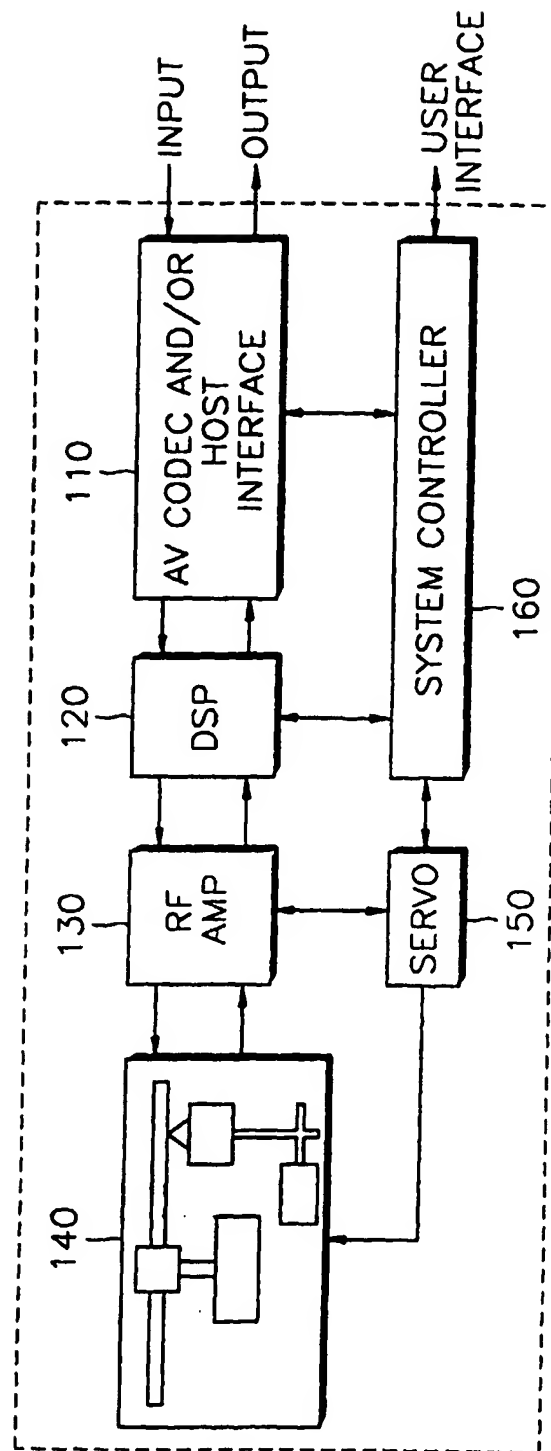 140
130
120
110
RF
AMP
DSP
AV CODEC AND/OR
HOST
INTERFACE
INPUT
OUTPUT
SERVO
150
SYSTEM CONTROLLER
160
USER
INTERFACE